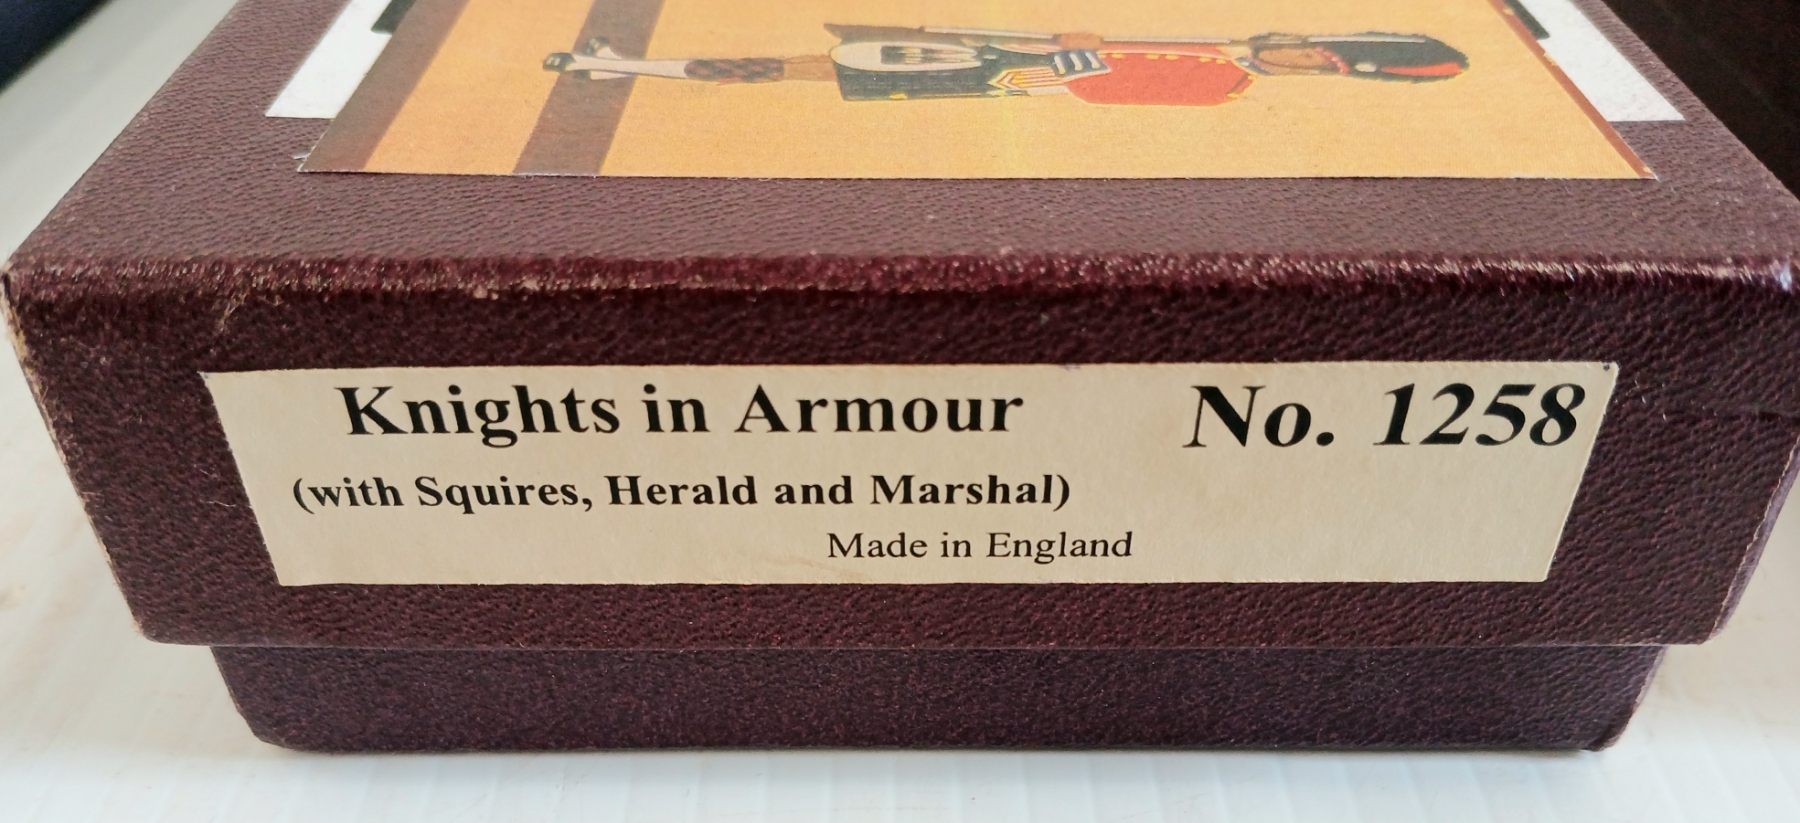 Knights in Armour No. 1258
(with Squires, Herald and Marshal)
Made in England